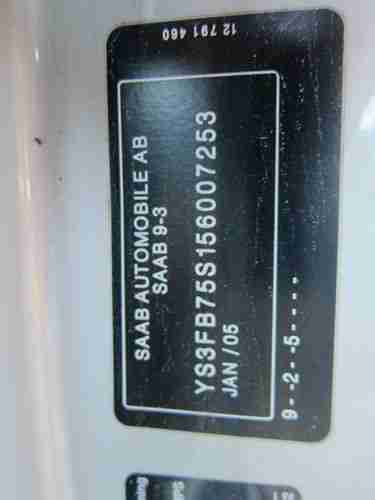 SAAB AUTOMOBILE AB
SAAB 9-3
YS3FB75S156007253
JAN / 05
9--2--5----
12 791 460